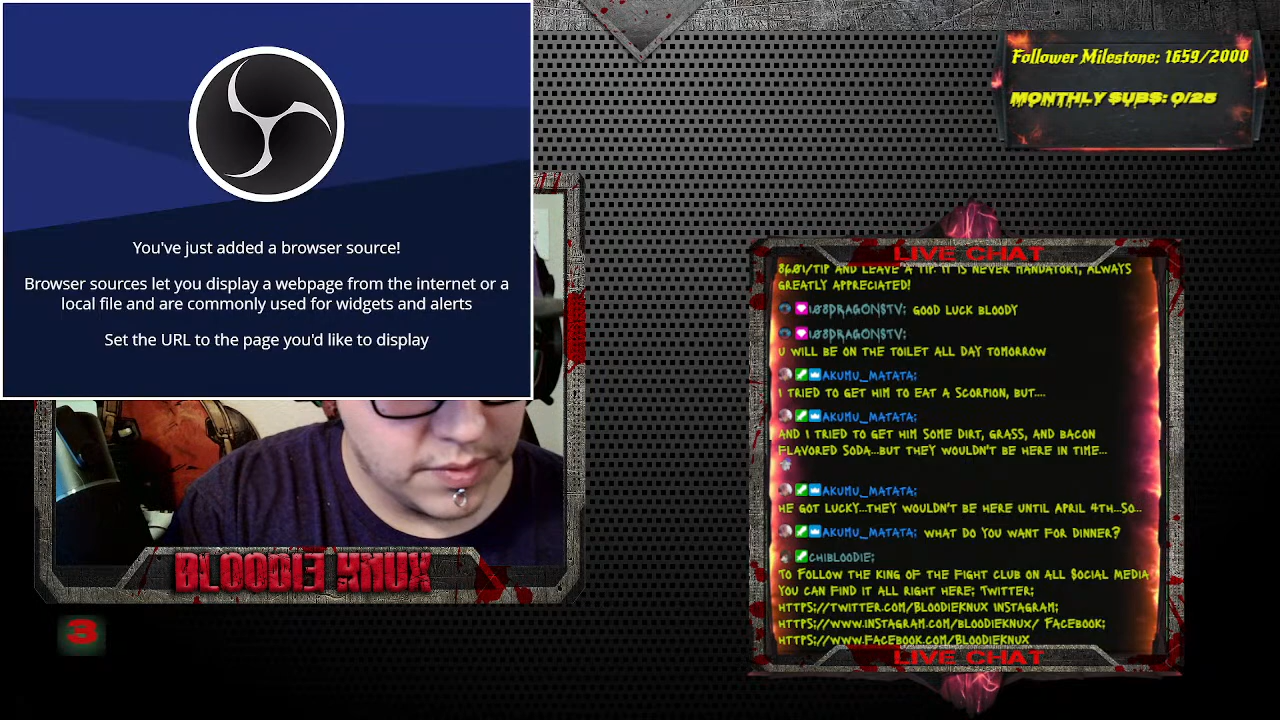 You've just added a browser source!
Browser sources let you display a webpage from the internet or a
local file and are commonly used for widgets and alerts
Set the URL to the page you'd like to display
Follower Milestone: 1659/2000
MONTHLY SUBS: 0/25
LIVE CHAT
8601/TIP AND LEAVE A TIP. IT IS NEVER MANDATORY, ALWAYS
GREATLY APPRECIATED!
108DRAGONSTV: GOOD LUCK BLOODY
108DRAGONSTV:
U WILL BE ON THE TOILET ALL DAY TOMORROW
AKUMU_MATATA:
I TRIED TO GET HIM TO EAT A SCORPION, BUT....
AKUMU_MATATA:
AND I TRIED TO GET HIM SOME DIRT, GRASS, AND BACON
FLAVORED SODA...BUT THEY WOULDN'T BE HERE IN TIME...
AKUMU_MATATA:
HE GOT LUCKY...THEY WOULDN'T BE HERE UNTIL APRIL 4TH...SO...
AKUMU_MATATA: WHAT DO YOU WANT FOR DINNER?
CHIBLOODIE:
TO FOLLOW THE KING OF THE FIGHT CLUB ON ALL SOCIAL MEDIA
YOU CAN FIND IT ALL RIGHT HERE; TWITTER:
HTTPS://TWITTER.COM/BLOODIEKNUX INSTAGRAM:
HTTPS://WWW.INSTAGRAM.COM/BLOODIEKNUX/ FACEBOOK:
HTTPS://WWW.FACEBOOK.COM/BLOODIEKNUX
LIVE CHAT
BLOODIE KNUX
3